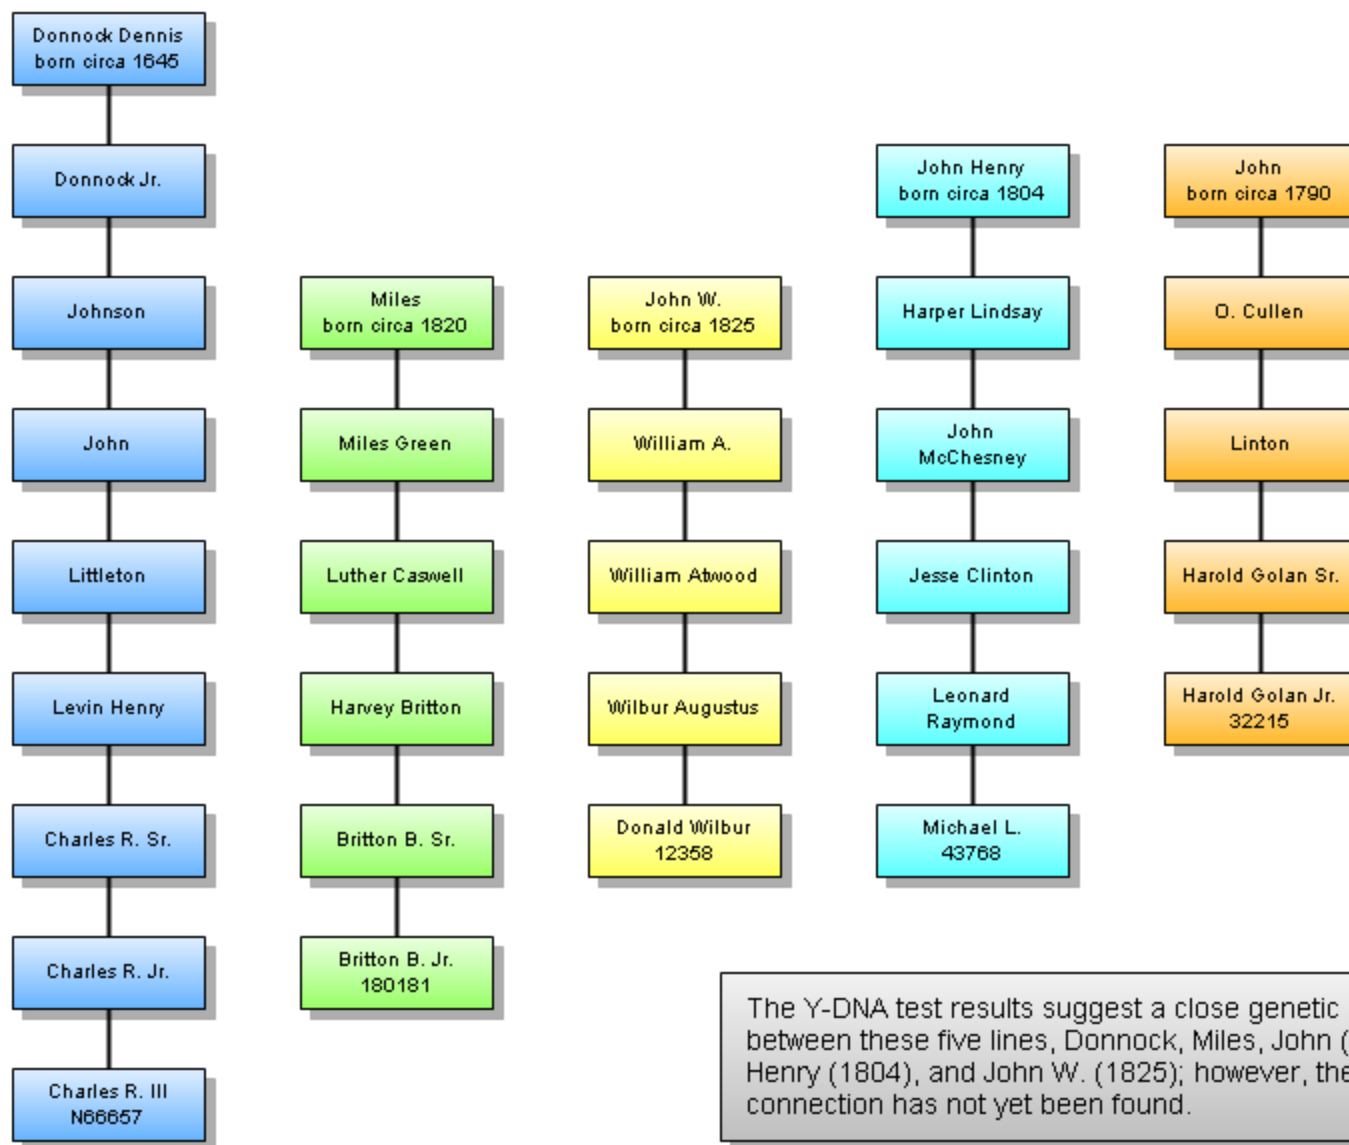 Donnock Dennis
born circa 1645
Donnock Jr.
Johnson
John
Littleton
Levin Henry
Charles R. Sr.
Charles R. Jr.
Charles R. III
N66657
Miles
born circa 1820
Miles Green
Luther Caswell
Harvey Britton
Britton B. Sr.
Britton B. Jr.
180181
John W.
born circa 1825
William A.
William Atwood
Wilbur Augustus
Donald Wilbur
12358
John Henry
born circa 1804
Harper Lindsay
John
McChesney
Jesse Clinton
Leonard
Raymond
Michael L.
43768
John
born circa 1790
O. Cullen
Linton
Harold Golan Sr.
Harold Golan Jr.
32215
The Y-DNA test results suggest a close genetic
between these five lines, Donnock, Miles, John (
Henry (1804), and John W. (1825); however, the
connection has not yet been found.